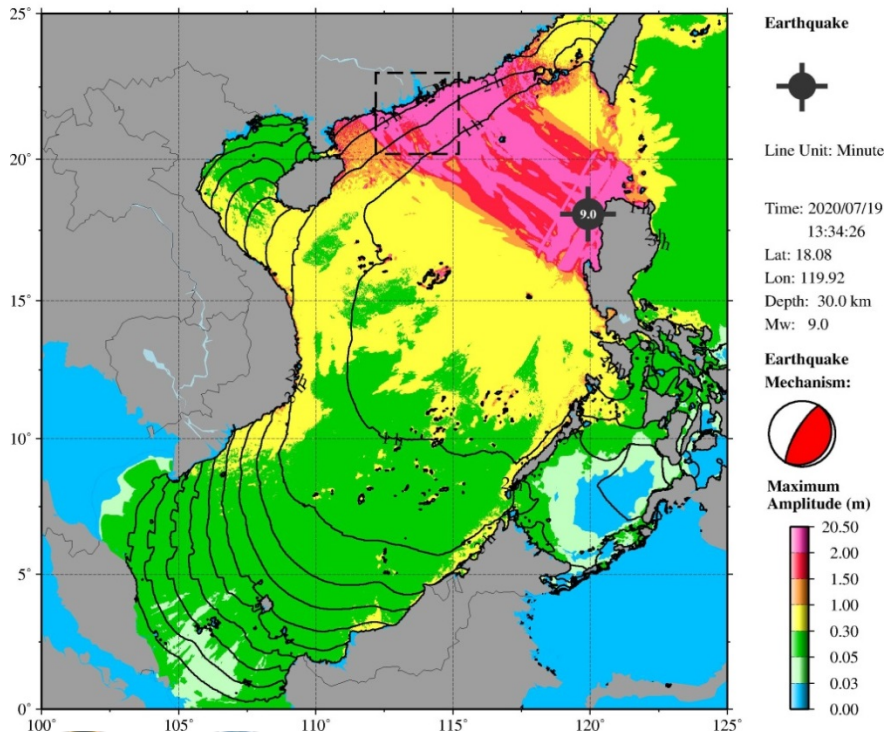 25°
20°
15°
10°
5°
0°
100°
105°
110°
115°
120°
125°
9.0
Earthquake
Line Unit: Minute
Time: 2020/07/19
13:34:26
Lat: 18.08
Lon: 119.92
Depth: 30.0 km
Mw: 9.0
Earthquake
Mechanism:
Maximum
Amplitude (m)
20.50
2.00
1.50
1.00
0.30
0.05
0.03
0.00